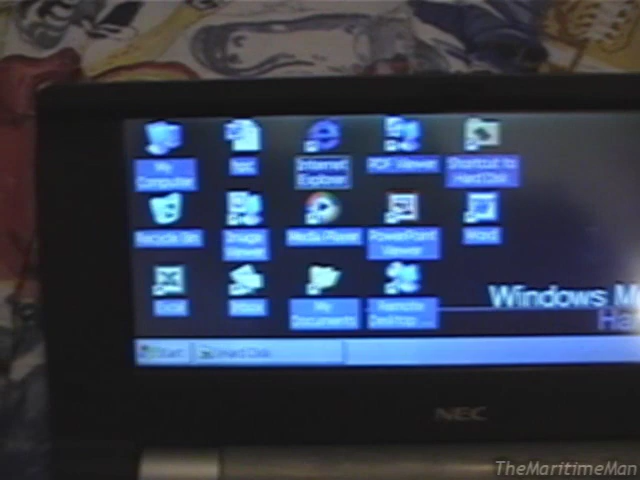 My
Computer
Internet
Explorer
PDF Viewer
Shortcut to
Hard Disk
Recycle Bin
Image
Viewer
Media Player
PowerPoint
Viewer
Word
Excel
Inbox
My
Documents
Remote
Desktop ...
Windows M
Ha
Start
Hard Disk
NEC
TheMaritimeMan